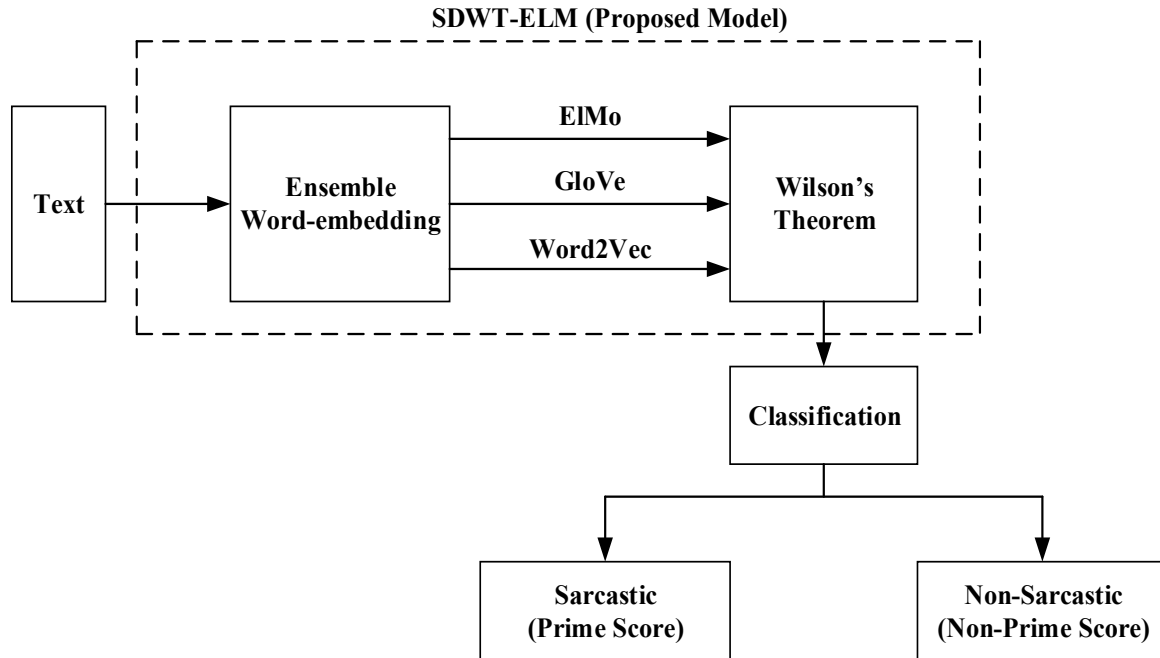 SDWT-ELM (Proposed Model)
Text
Ensemble
Word-embedding
ElMo
GloVe
Word2Vec
Wilson’s
Theorem
Classification
Sarcastic
(Prime Score)
Non-Sarcastic
(Non-Prime Score)